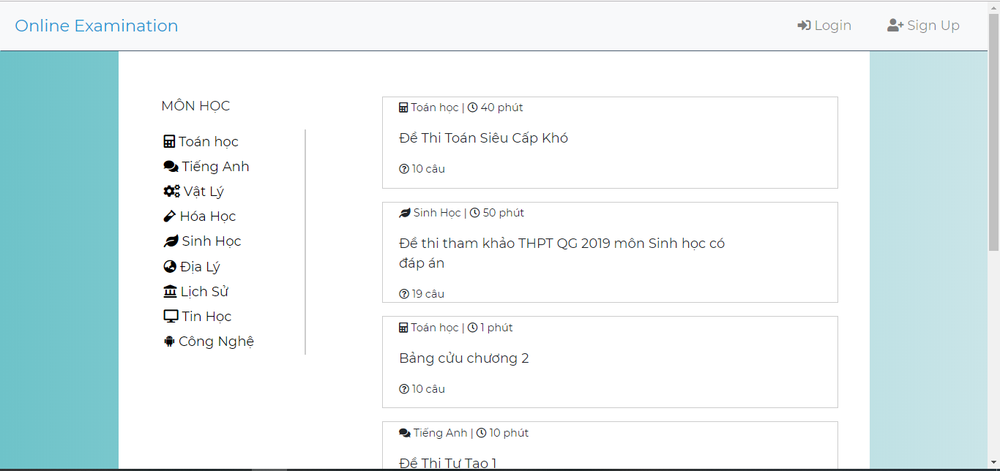 Online Examination
Login
Sign Up
MÔN HỌC
Toán học
Tiếng Anh
Vật Lý
Hóa Học
Sinh Học
Địa Lý
Lịch Sử
Tin Học
Công Nghệ
Toán học | 40 phút
Đề Thi Toán Siêu Cấp Khó
10 câu
Sinh Học | 50 phút
Đề thi tham khảo THPT QG 2019 môn Sinh học có
đáp án
19 câu
Toán học | 1 phút
Bảng cửu chương 2
10 câu
Tiếng Anh | 10 phút
Đề Thi Tự Tạo 1